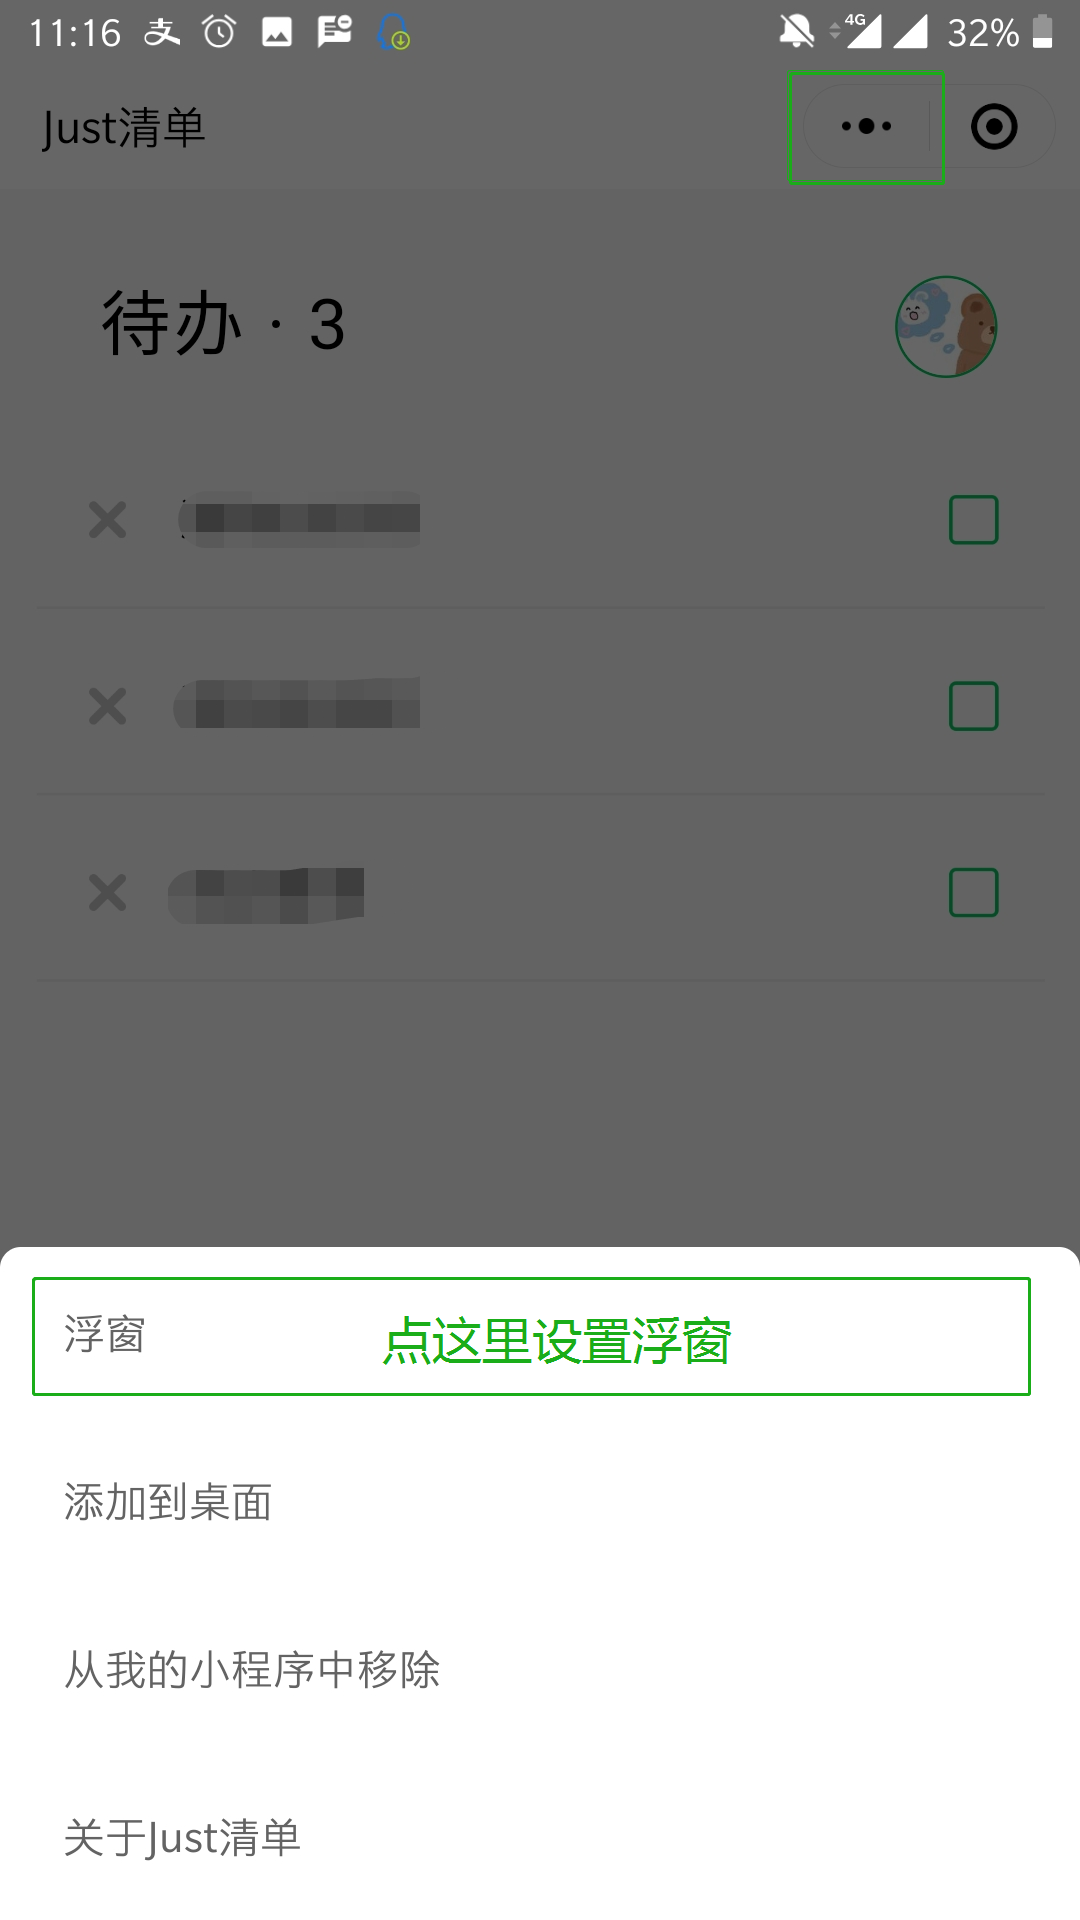 11:16 支 4G 32%
Just清单
待办 · 3
浮窗 点这里设置浮窗
添加到桌面
从我的小程序中移除
关于Just清单